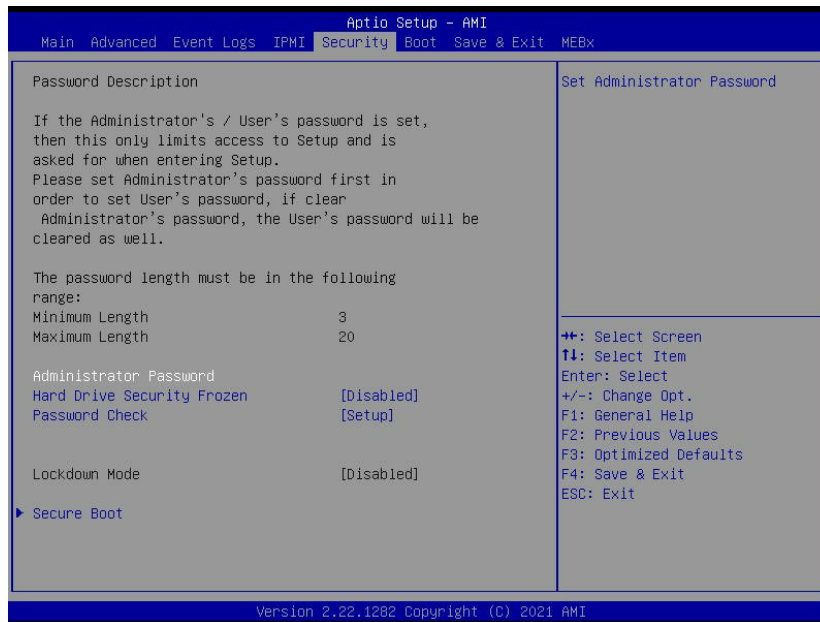 Aptio Setup – AMI
Main Advanced Event Logs IPMI Security Boot Save & Exit MEBx
Password Description
If the Administrator's / User's password is set,
then this only limits access to Setup and is
asked for when entering Setup.
Please set Administrator's password first in
order to set User's password, if clear
Administrator's password, the User's password will be
cleared as well.
The password length must be in the following
range:
Minimum Length 3
Maximum Length 20
Administrator Password
Hard Drive Security Frozen [Disabled]
Password Check [Setup]
Lockdown Mode [Disabled]
Secure Boot
Set Administrator Password
→←: Select Screen
↑↓: Select Item
Enter: Select
+/-: Change Opt.
F1: General Help
F2: Previous Values
F3: Optimized Defaults
F4: Save & Exit
ESC: Exit
Version 2.22.1282 Copyright (C) 2021 AMI